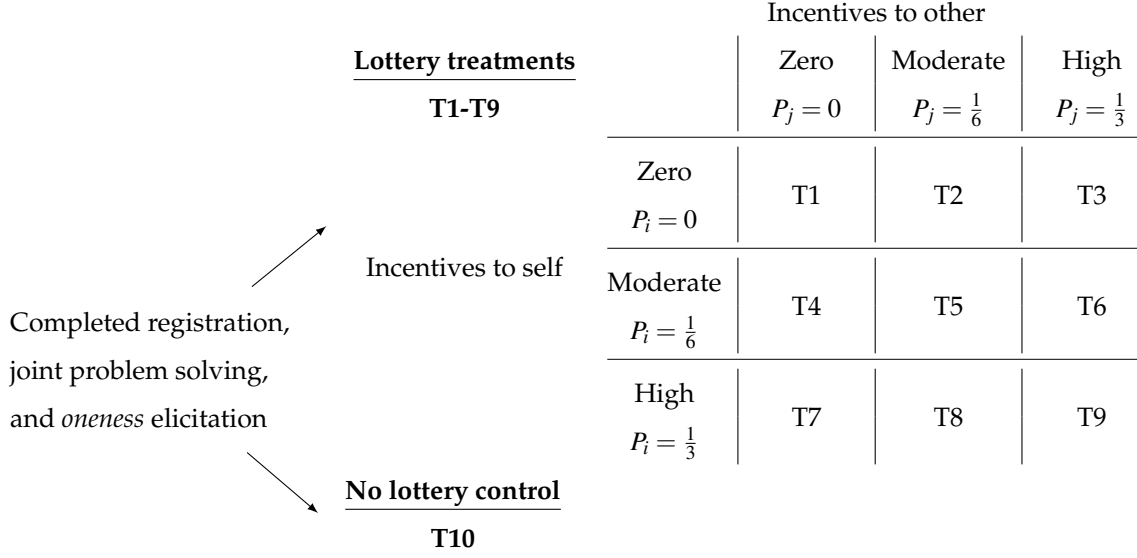 Incentives to other
Lottery treatments
T1-T9
Zero Moderate High
P_j = 0 P_j = 1/6 P_j = 1/3
Zero
P_i = 0
T1 T2 T3
Incentives to self
Moderate
P_i = 1/6
T4 T5 T6
High
P_i = 1/3
T7 T8 T9
Completed registration,
joint problem solving,
and oneness elicitation
No lottery control
T10